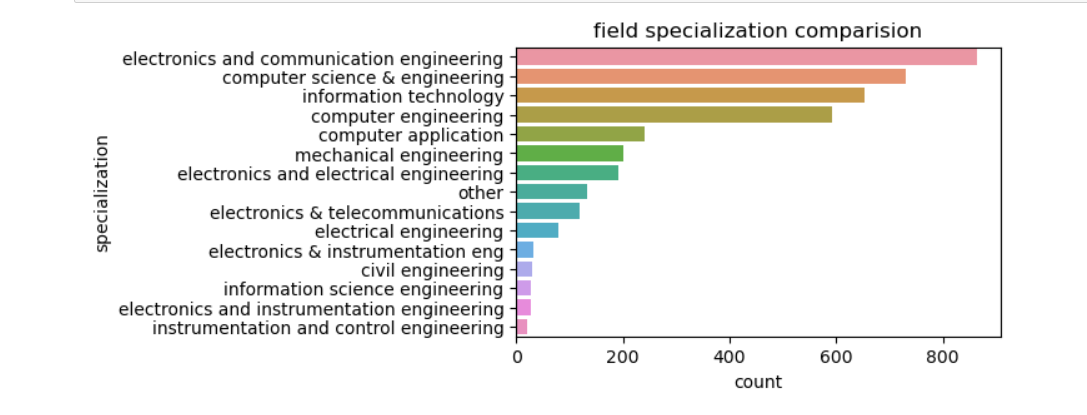 field specialization comparision
electronics and communication engineering
computer science & engineering
information technology
computer engineering
computer application
mechanical engineering
electronics and electrical engineering
other
electronics & telecommunications
electrical engineering
electronics & instrumentation eng
civil engineering
information science engineering
electronics and instrumentation engineering
instrumentation and control engineering
specialization
0 200 400 600 800
count